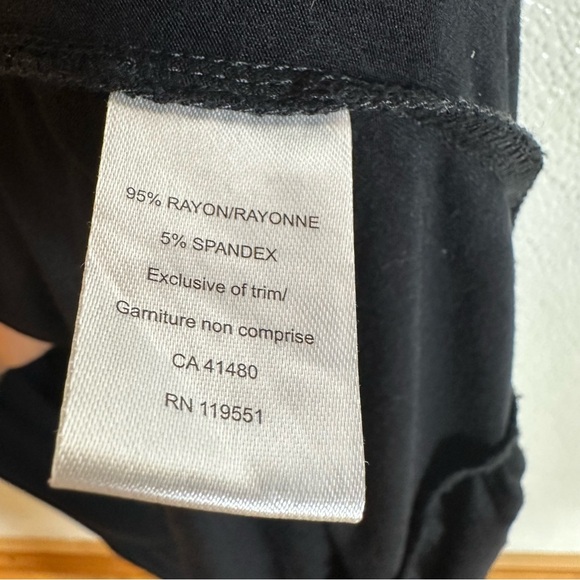 95% RAYON/RAYONNE
5% SPANDEX
Exclusive of trim/
Garniture non comprise
CA 41480
RN 119551